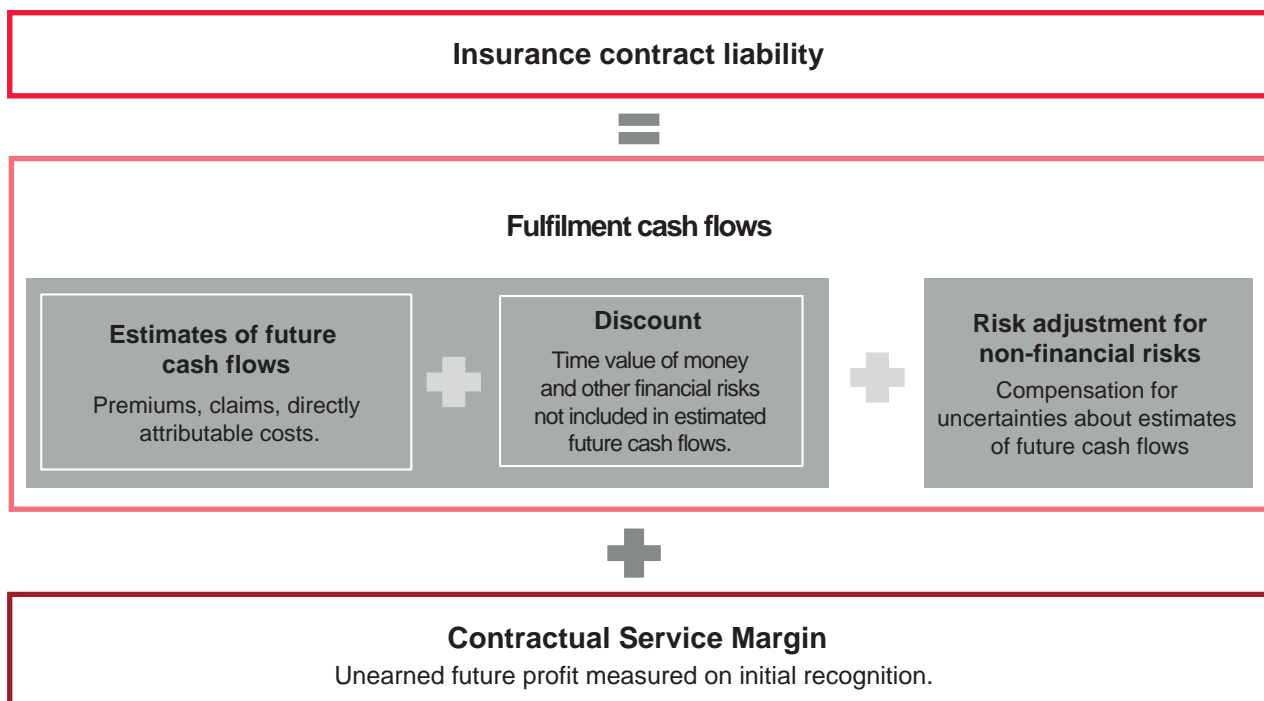 Insurance contract liability
=
Fulfilment cash flows
Estimates of future
cash flows
Premiums, claims, directly
attributable costs.
+
Discount
Time value of money
and other financial risks
not included in estimated
future cash flows.
+
Risk adjustment for
non-financial risks
Compensation for
uncertainties about estimates
of future cash flows
+
Contractual Service Margin
Unearned future profit measured on initial recognition.